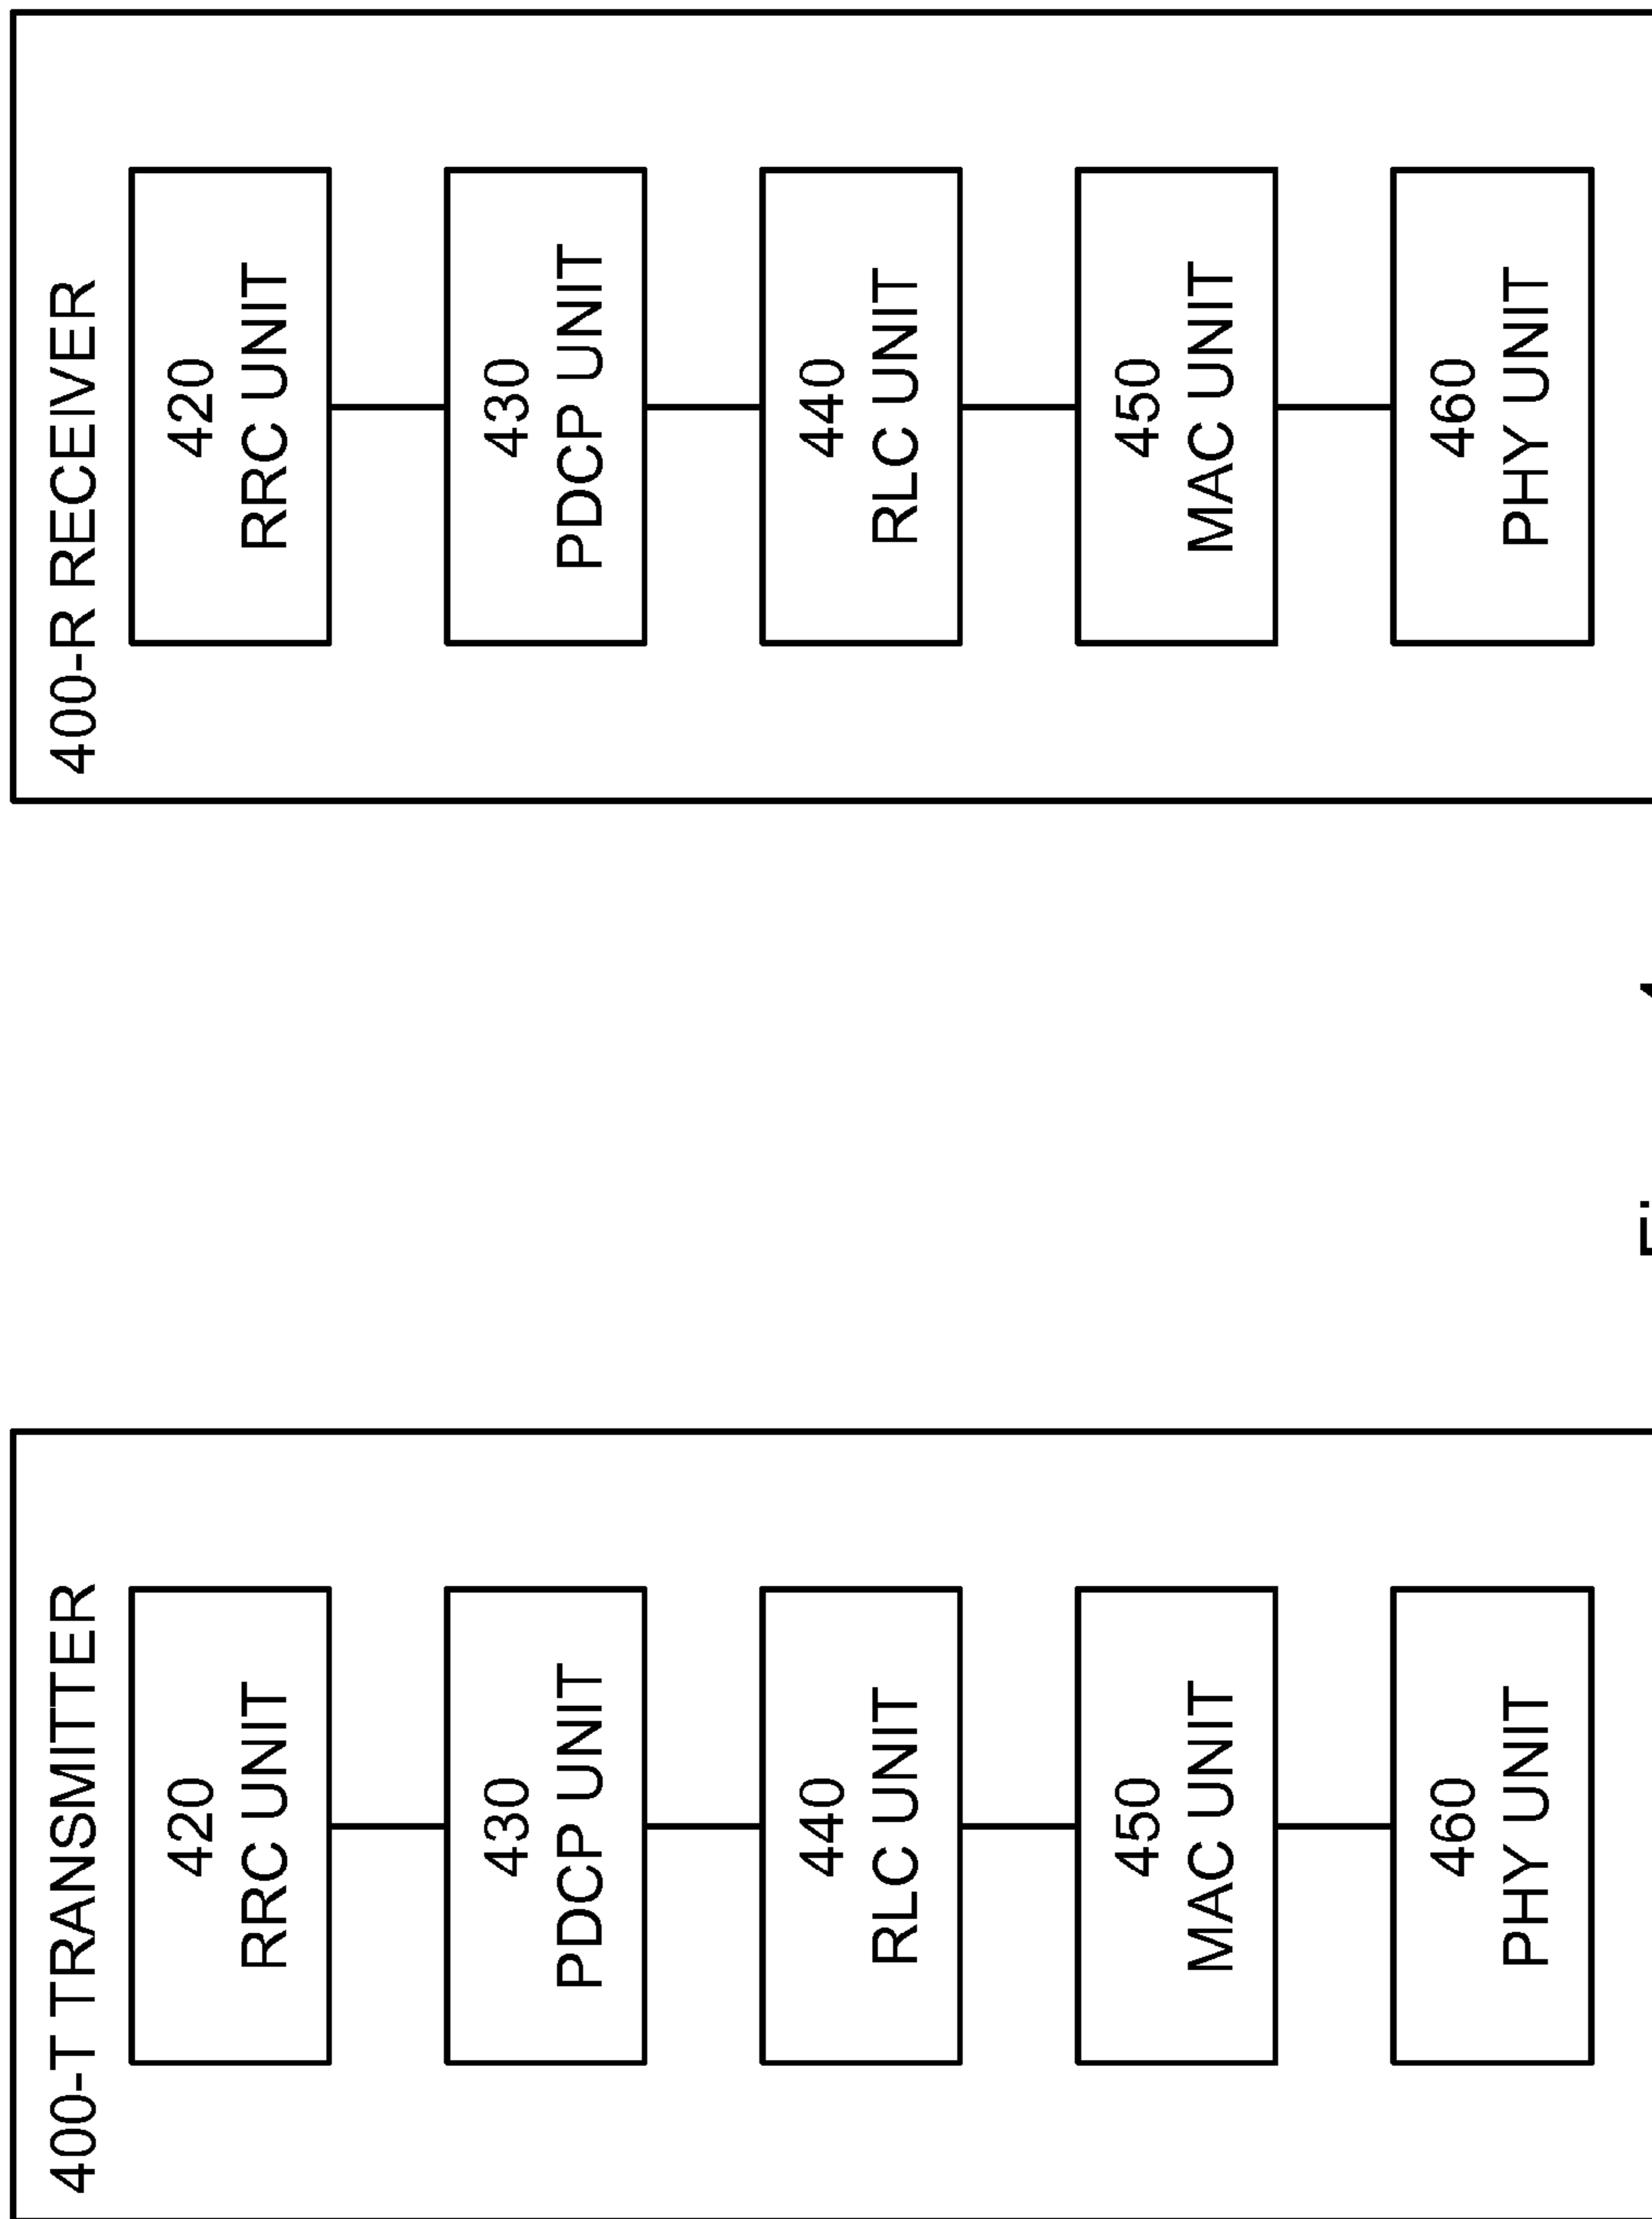 400-T TRANSMITTER
420
RRC UNIT
430
PDCP UNIT
440
RLC UNIT
450
MAC UNIT
460
PHY UNIT
400-R RECEIVER
420
RRC UNIT
430
PDCP UNIT
440
RLC UNIT
450
MAC UNIT
460
PHY UNIT